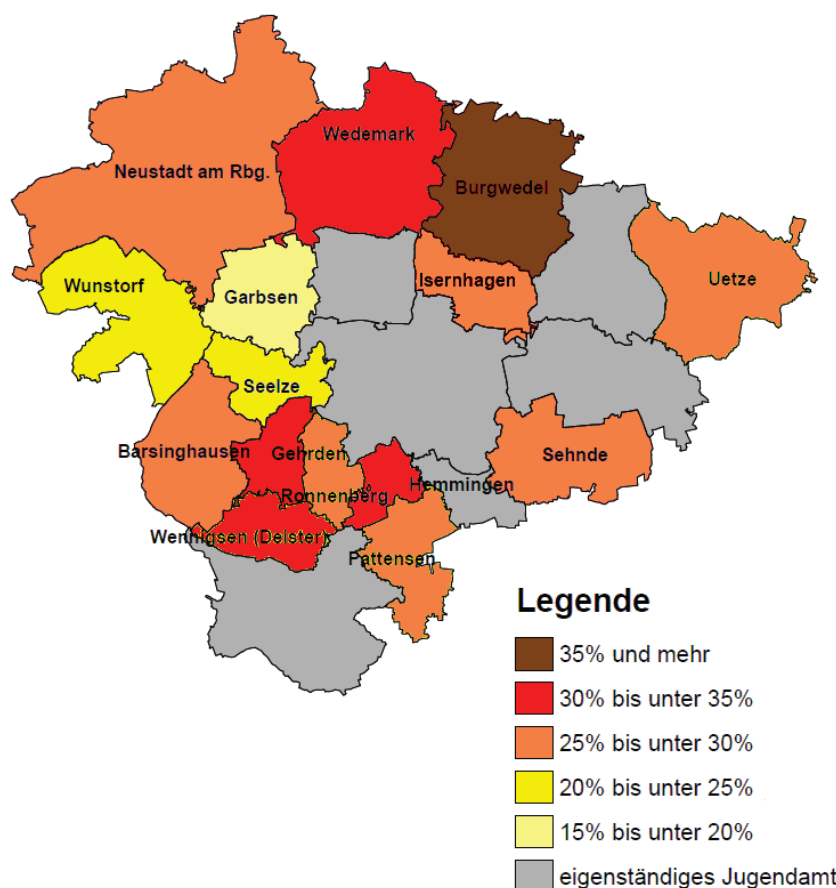 Wedemark
Neustadt am Rbg.
Burgwedel
Wunstorf
Garbsen
Isernhagen
Uetze
Seelze
Barsinghausen
Gehrden
Sehnde
Ronnenberg
Hemmingen
Wennigsen (Deister)
Pattensen
Legende
35% und mehr
30% bis unter 35%
25% bis unter 30%
20% bis unter 25%
15% bis unter 20%
eigenständiges Jugendamt